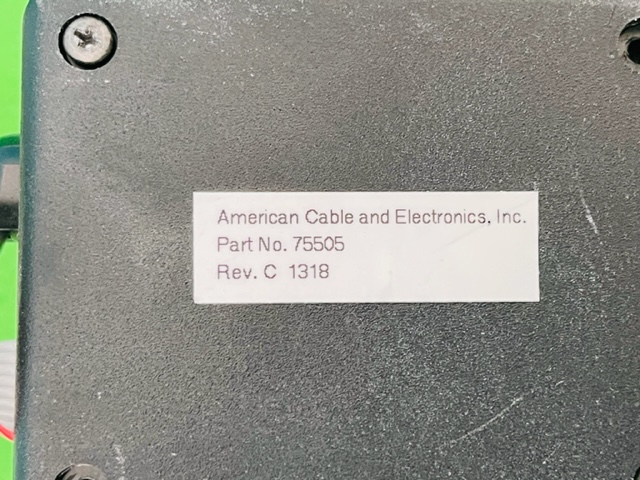 American Cable and Electronics, Inc.
Part No. 75505
Rev. C 1318